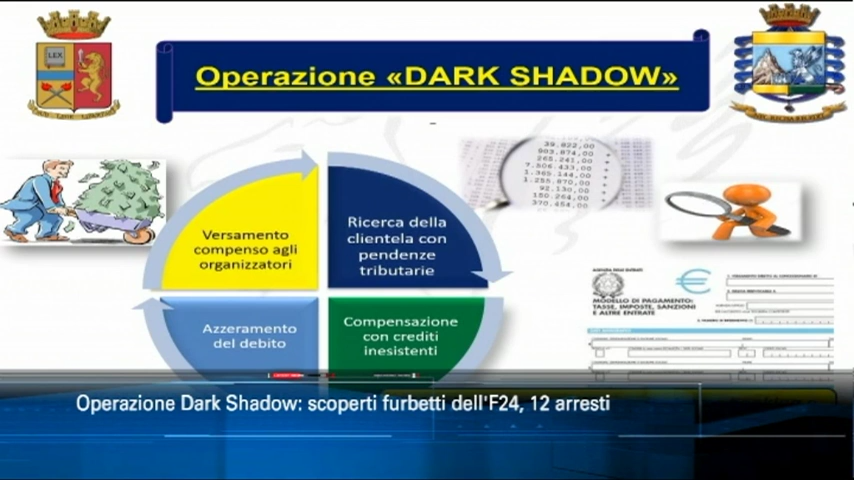 LEX
Operazione «DARK SHADOW»
39.822,00
903.874,00
265.241,00
7.506.433,00
1.365.144,00
1.255.870,00
92.130,00
150.264,00
370.454,00
Versamento
compenso agli
organizzatori
Ricerca della
clientela con
pendenze
tributarie
Azzeramento
del debito
Compensazione
con crediti
inesistenti
MODELLO DI PAGAMENTO:
TASSE, IMPOSTE, SANZIONI
E ALTRE ENTRATE
Operazione Dark Shadow: scoperti furbetti dell'F24, 12 arresti